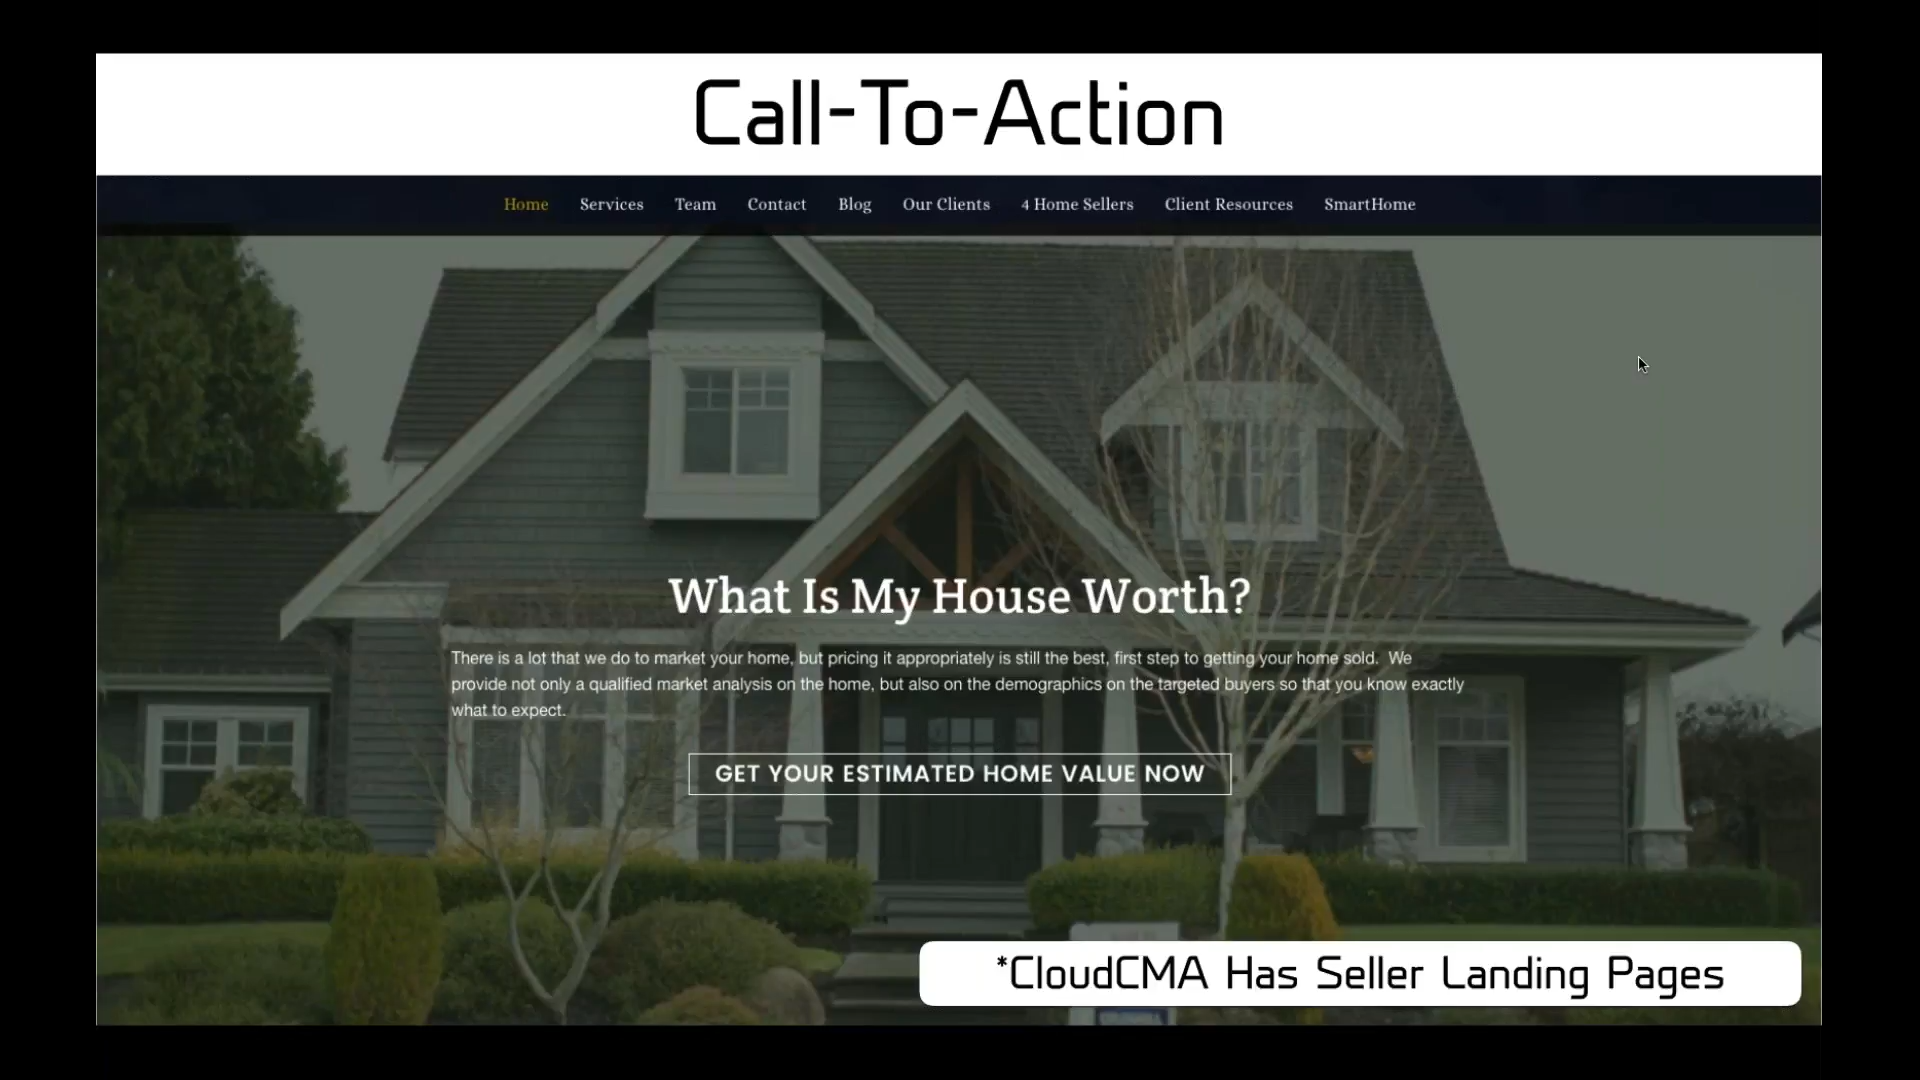 Call-To-Action
Home Services Team Contact Blog Our Clients 4 Home Sellers Client Resources SmartHome
What Is My House Worth?
There is a lot that we do to market your home, but pricing it appropriately is still the best, first step to getting your home sold. We
provide not only a qualified market analysis on the home, but also on the demographics on the targeted buyers so that you know exactly
what to expect.
GET YOUR ESTIMATED HOME VALUE NOW
*CloudCMA Has Seller Landing Pages